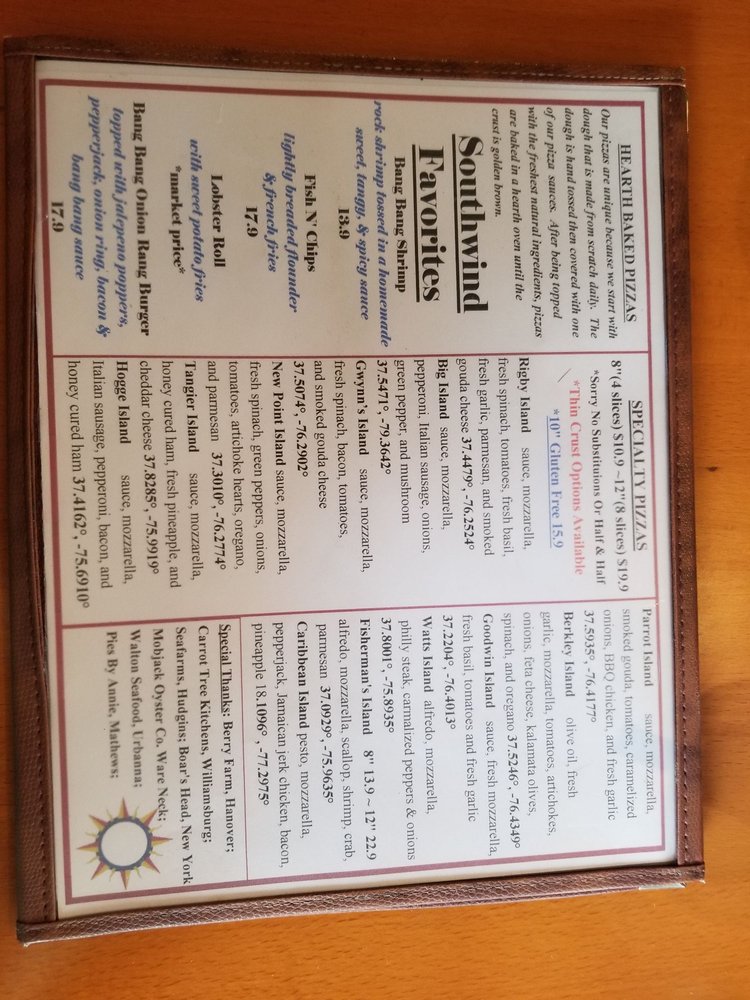 HEARTH BAKED PIZZAS
Our pizzas are unique because we start with
dough that is made from scratch daily. The
dough is hand tossed then covered with one
of our pizza sauces. After being topped
with the freshest natural ingredients, pizzas
are baked in a hearth oven until the
crust is golden brown.
Southwind
Favorites
Bang Bang Shrimp
rock shrimp tossed in a homemade
sweet, tangy, & spicy sauce
13.9
Fish N' Chips
lightly breaded flounder
& french fries
17.9
Lobster Roll
with sweet potato fries
*market price*
Bang Bang Onion Rang Burger
topped with jalepeno poppers,
pepperjack, onion ring, bacon &
bang bang sauce
17.9
SPECIALTY PIZZAS
8"(4 slices) $10.9 ~12"(8 slices) $19.9
*Sorry No Substituions Or Half & Half
*Thin Crust Options Available
*10" Gluten Free 15.9
Rigby Island sauce, mozzarella,
fresh spinach, tomatoes, fresh basil,
fresh garlic, parmesan, and smoked
gouda cheese 37.4479°, -76.2524°
Big Island sauce, mozzarella,
pepperoni, Italian sausage, onions,
green pepper, and mushroom
37.5471°, -79.3642°
Gwynn's Island sauce, mozzarella,
fresh spinach, bacon, tomatoes,
and smoked gouda cheese
37.5074°, -76.2902°
New Point Island sauce, mozzarella,
fresh spinach, green peppers, onions,
tomatoes, artichoke hearts, oregano,
and parmesan 37.3010°, -76.2774°
Tangier Island sauce, mozzarella,
honey cured ham, fresh pineapple, and
cheddar cheese 37.8285°, -75.9919°
Hogge Island sauce, mozzarella,
Italian sausage, pepperoni, bacon, and
honey cured ham 37.4162°, -75.6910°
Parrot Island sauce, mozzarella,
smoked gouda, tomatoes, caramelized
onions, BBQ chicken, and fresh garlic
37.5935°, -76.4177°
Berkley Island olive oil, fresh
garlic, mozzarella, tomatoes, artichokes,
onions, feta cheese, kalamata olives,
spinach, and oregano 37.5246°, -76.4349°
Goodwin Island sauce, fresh mozzarella,
fresh basil, tomatoes and fresh garlic
37.2204°, -76.4013°
Watts Island alfredo, mozzarella,
philly steak, carmalized peppers & onions
37.8001°, -75.8935°
Fisherman's Island 8" 13.9 ~ 12" 22.9
alfredo, mozzarella, scallop, shrimp, crab,
parmesan 37.0929°, -75.9635°
Caribbean Island pesto, mozzarella,
pepperjack, Jamaican jerk chicken, bacon,
pineapple 18.1096° , -77.2975°
Special Thanks: Berry Farm, Hanover;
Carrot Tree Kitchens, Williamsburg;
Seafarms, Hudgins; Boar's Head, New York
Mobjack Oyster Co. Ware Neck;
Walton Seafood, Urbanna;
Pies By Annie, Mathews;